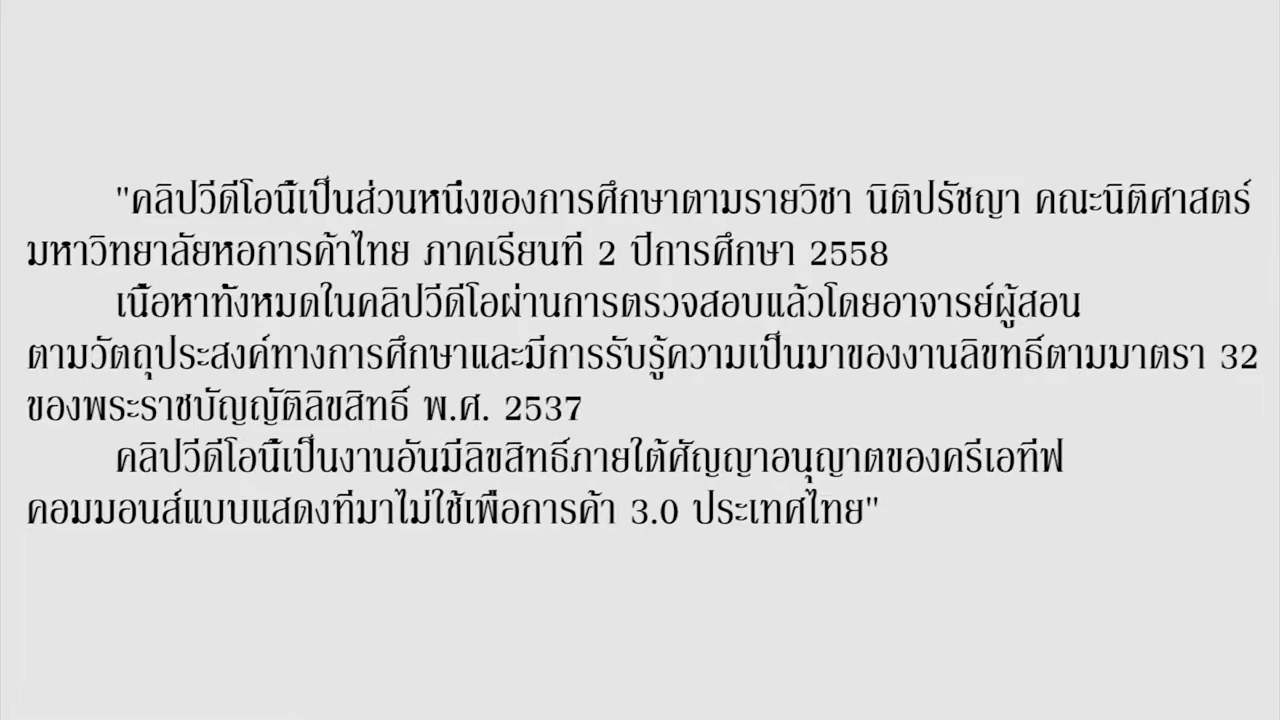 "คลิปวีดีโอนี้เป็นส่วนหนึ่งของการศึกษาตามรายวิชา นิติปรัชญา คณะนิติศาสตร์
มหาวิทยาลัยหอการค้าไทย ภาคเรียนที่ 2 ปีการศึกษา 2558
เนื้อหาทั้งหมดในคลิปวีดีโอผ่านการตรวจสอบแล้วโดยอาจารย์ผู้สอน
ตามวัตถุประสงค์ทางการศึกษาและมีการรับรู้ความเป็นมาของงานลิขทธิ์ตามมาตรา 32
ของพระราชบัญญัติลิขสิทธิ์ พ.ศ. 2537
คลิปวีดีโอนี้เป็นงานอันมีลิขสิทธิ์ภายใต้สัญญาอนุญาตของครีเอทีฟ
คอมมอนส์แบบแสดงที่มาไม่ใช้เพื่อการค้า 3.0 ประเทศไทย"